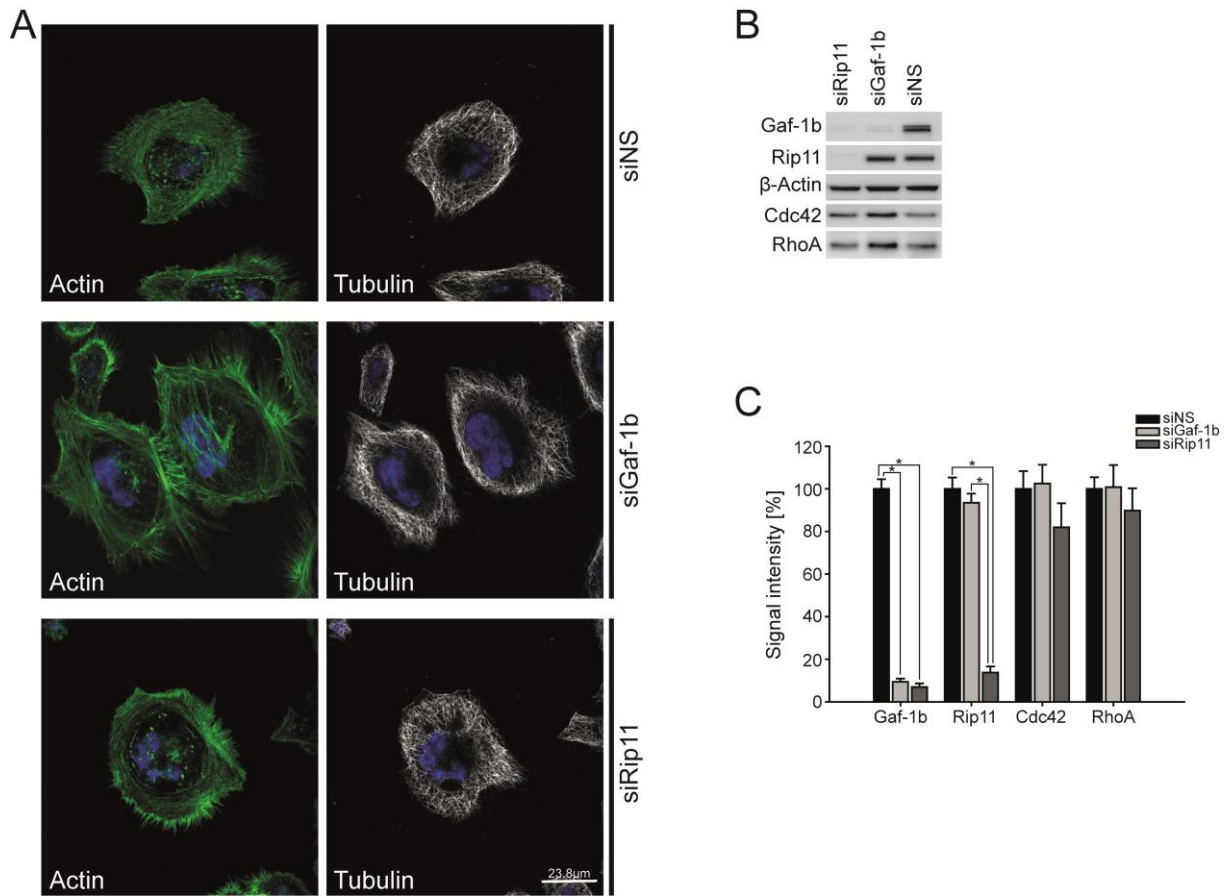 A
siNS
Actin
Tubulin
siGaf-1b
Actin
Tubulin
siRip11
Actin
Tubulin
23.8µm
B
siRip11
siGaf-1b
siNS
Gaf-1b
Rip11
β-Actin
Cdc42
RhoA
C
siNS
siGaf-1b
siRip11
Signal intensity [%]
120
100
80
60
40
20
0
* * * *
Gaf-1b Rip11 Cdc42 RhoA